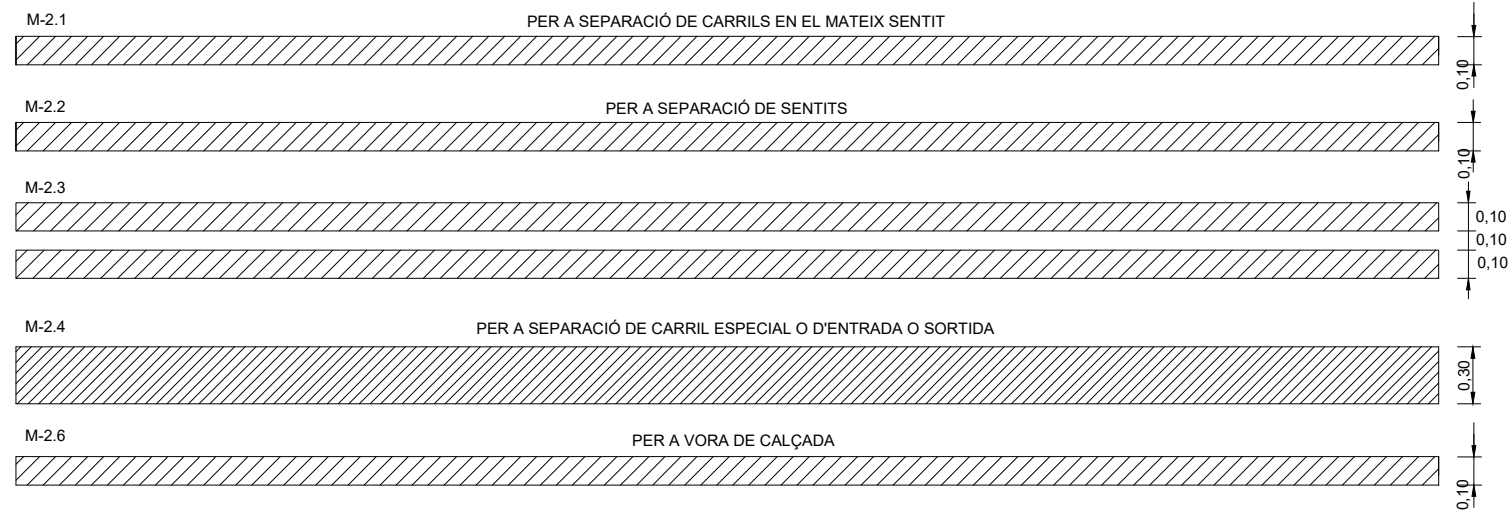 M-2.1
PER A SEPARACIÓ DE CARRILS EN EL MATEIX SENTIT
0,10
M-2.2
PER A SEPARACIÓ DE SENTITS
0,10
M-2.3
0,10
0,10
0,10
M-2.4
PER A SEPARACIÓ DE CARRIL ESPECIAL O D'ENTRADA O SORTIDA
0,30
M-2.6
PER A VORA DE CALÇADA
0,10